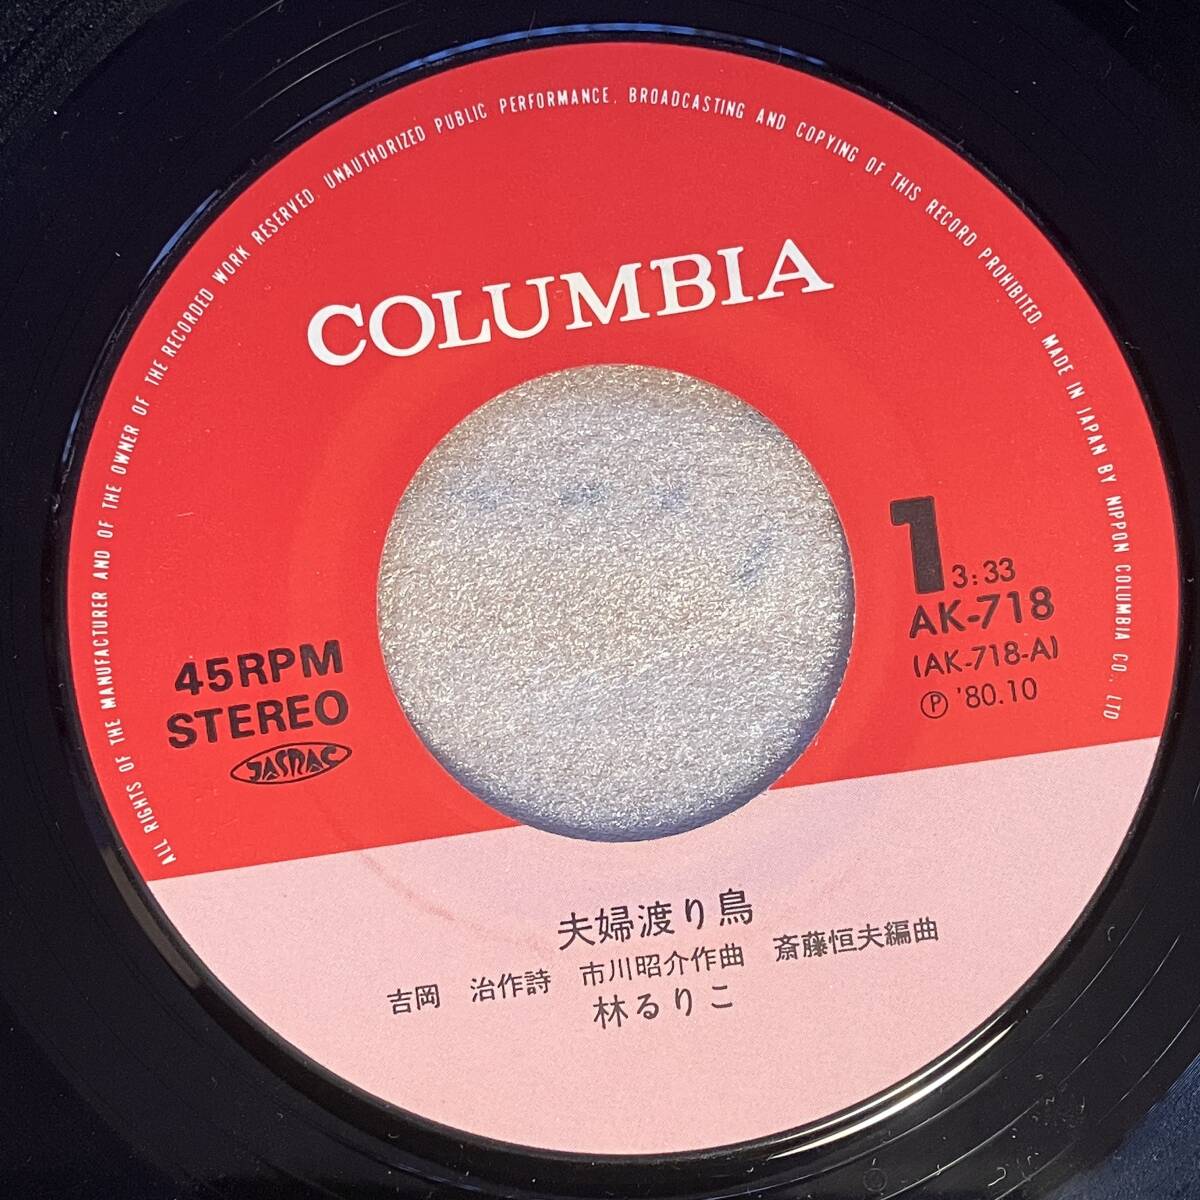 ALL RIGHTS OF THE MANUFACTURER AND OF THE OWNER OF THE RECORDED WORK RESERVED. UNAUTHORIZED PUBLIC PERFORMANCE, BROADCASTING AND COPYING OF THIS RECORD PROHIBITED. MADE IN JAPAN BY NIPPON COLUMBIA CO., LTD
COLUMBIA
1 3:33
AK-718
(AK-718-A)
Ⓟ '80.10
45RPM
STEREO
JASRAC
夫婦渡り鳥
吉岡 治作詩 市川昭介作曲 斎藤恒夫編曲
林るりこ